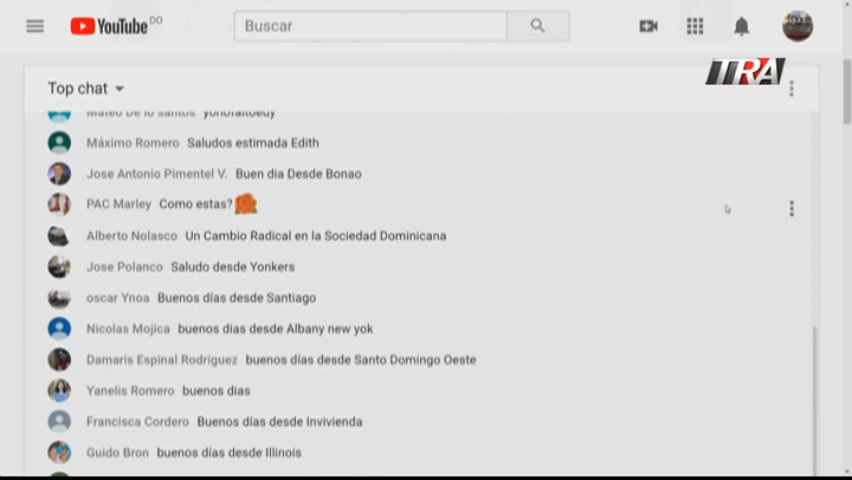 YouTube DO
Buscar
TRA
Top chat
Mateo De lo santos
Máximo Romero Saludos estimada Edith
Jose Antonio Pimentel V. Buen dia Desde Bonao
PAC Marley Como estas?
Alberto Nolasco Un Cambio Radical en la Sociedad Dominicana
Jose Polanco Saludo desde Yonkers
oscar Ynoa Buenos días desde Santiago
Nicolas Mojica buenos dias desde Albany new yok
Damaris Espinal Rodriguez buenos días desde Santo Domingo Oeste
Yanelis Romero buenos dias
Francisca Cordero Buenos días desde Invivienda
Guido Bron buenos días desde Illinois